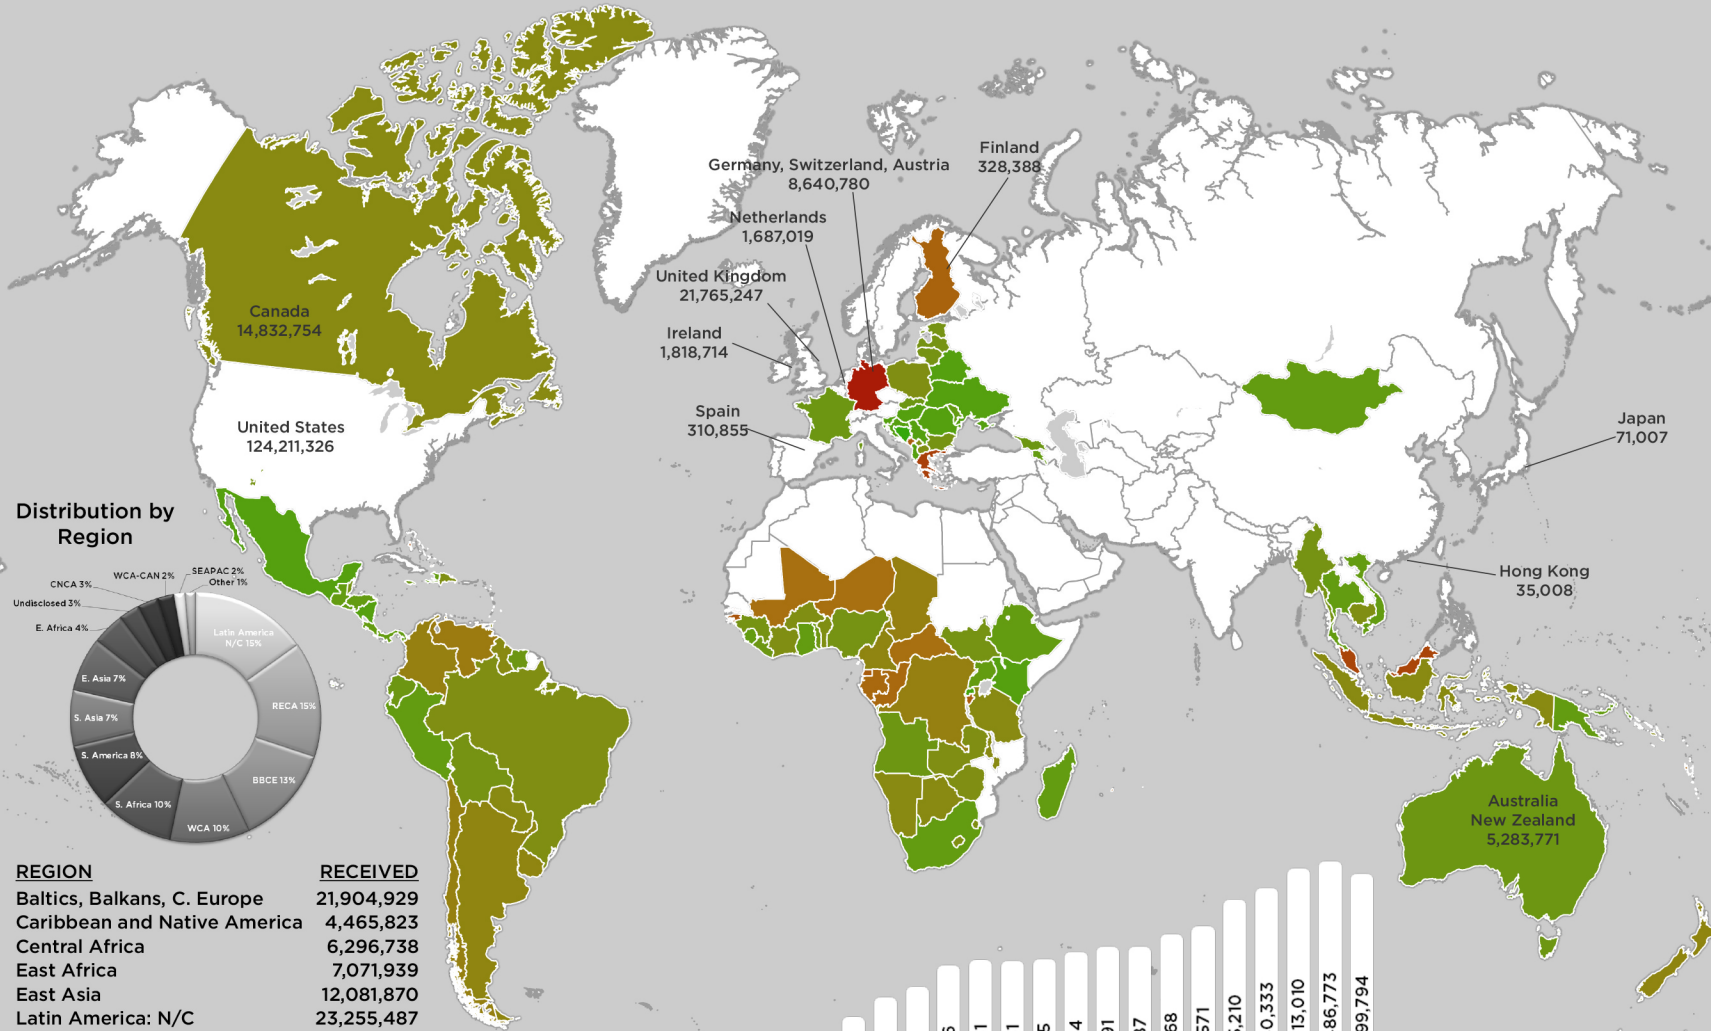 Finland
328,388
Germany, Switzerland, Austria
8,640,780
Netherlands
1,687,019
United Kingdom
21,765,247
Ireland
1,818,714
Spain
310,855
Canada
14,832,754
United States
124,211,326
Japan
71,007
Hong Kong
35,008
Australia
New Zealand
5,283,771
Distribution by
Region
SEAPAC 2%
Other 1%
WCA-CAN 2%
CNCA 3%
Undisclosed 3%
E. Africa 4%
E. Asia 7%
S. Asia 7%
S. America 8%
S. Africa 10%
WCA 10%
BBCE 13%
RECA 15%
Latin America
N/C 15%
REGION RECEIVED
Baltics, Balkans, C. Europe 21,904,929
Caribbean and Native America 4,465,823
Central Africa 6,296,738
East Africa 7,071,939
East Asia 12,081,870
Latin America: N/C 23,255,487